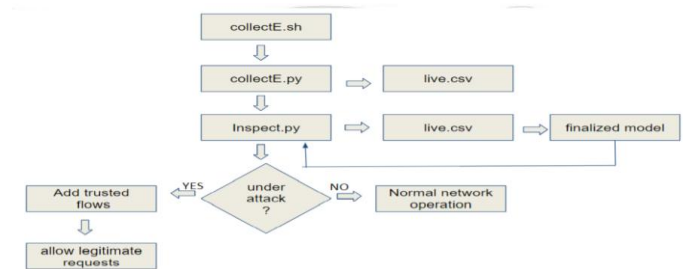 collectE.sh
collectE.py
live.csv
Inspect.py
live.csv
finalized model
YES
under
attack
?
NO
Add trusted
flows
Normal network
operation
allow legitimate
requests